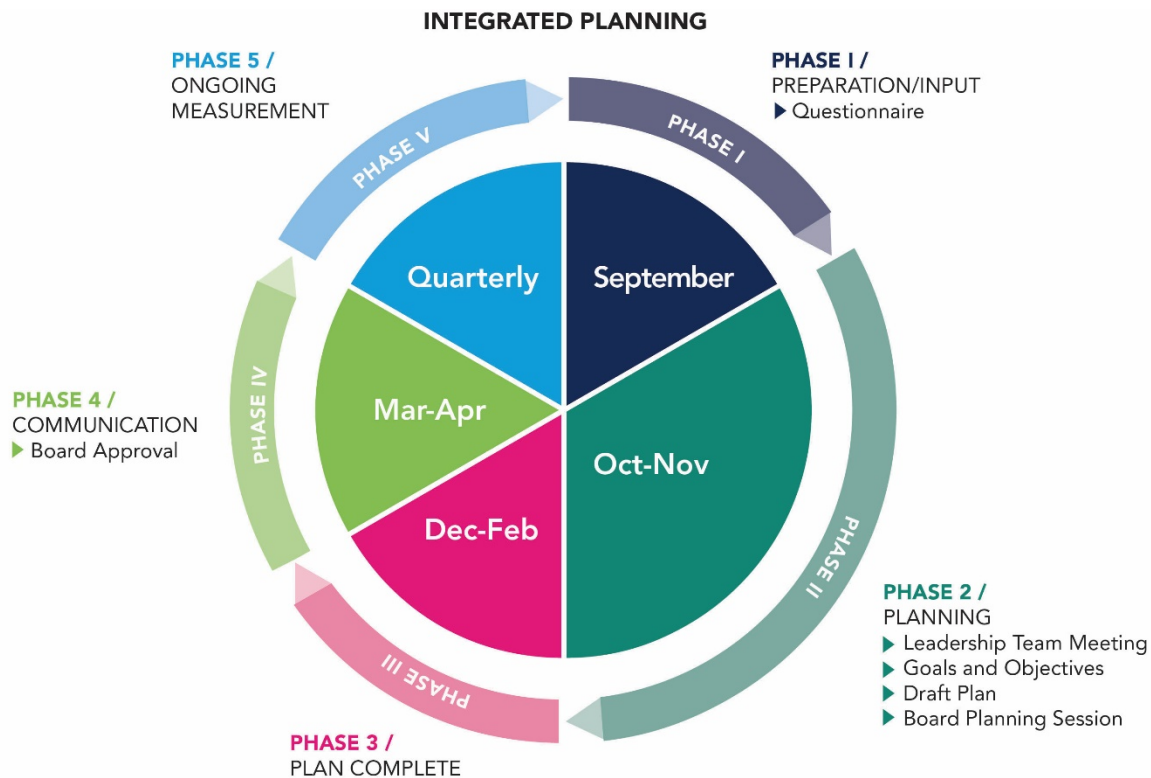 INTEGRATED PLANNING
PHASE 5 /
ONGOING
MEASUREMENT
PHASE I /
PREPARATION/INPUT
Questionnaire
PHASE V
PHASE I
Quarterly
September
PHASE 4 /
COMMUNICATION
Board Approval
PHASE IV
Mar-Apr
Oct-Nov
Dec-Feb
PHASE II
PHASE 2 /
PLANNING
Leadership Team Meeting
Goals and Objectives
Draft Plan
Board Planning Session
PHASE III
PHASE 3 /
PLAN COMPLETE